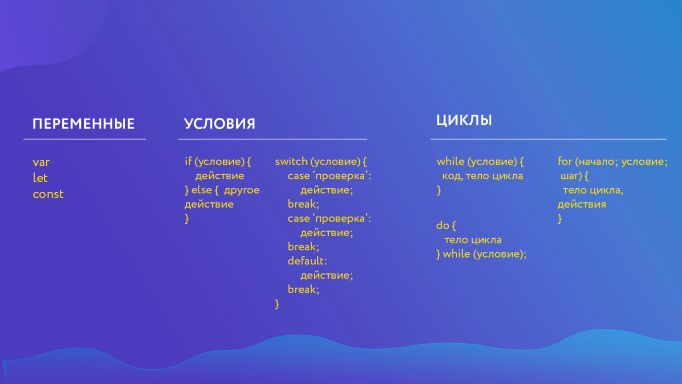 ПЕРЕМЕННЫЕ
var
let
const
УСЛОВИЯ
if (условие) {
действие
} else { другое
действие
}
switch (условие) {
case ‘проверка‘:
действие;
break;
case ‘проверка‘:
действие;
break;
default:
действие;
break;
}
ЦИКЛЫ
while (условие) {
код, тело цикла
}
do {
тело цикла
} while (условие);
for (начало; условие;
шаг) {
тело цикла,
действия
}